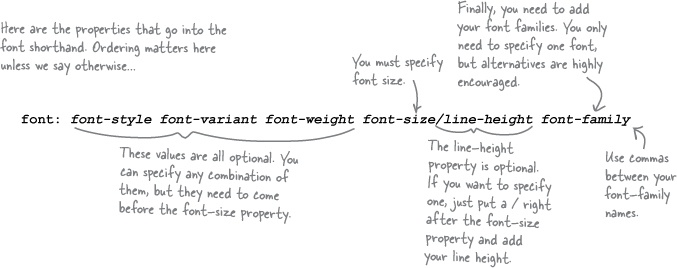 Here are the properties that go into the
font shorthand. Ordering matters here
unless we say otherwise...
You must specify
font size.
Finally, you need to add
your font families. You only
need to specify one font,
but alternatives are highly
encouraged.
font: font-style font-variant font-weight font-size/line-height font-family
These values are all optional. You
can specify any combination of
them, but they need to come
before the font-size property.
The line-height
property is optional.
If you want to specify
one, just put a / right
after the font-size
property and add
your line height.
Use commas
between your
font-family
names.